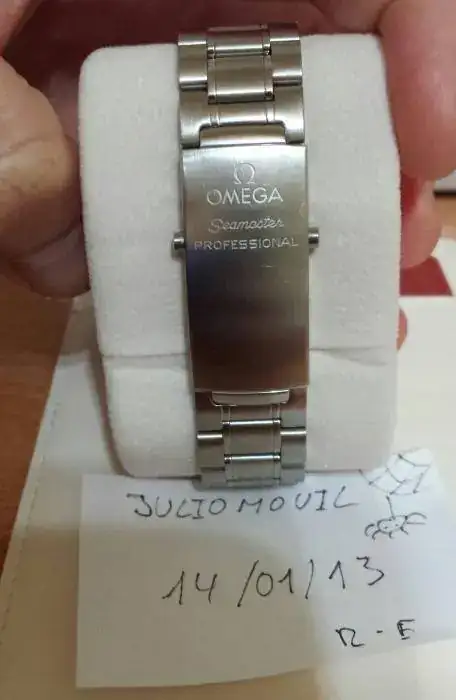 Ω
OMEGA
Seamaster
PROFESSIONAL
JULIOMOVIL
14/01/13
R-E